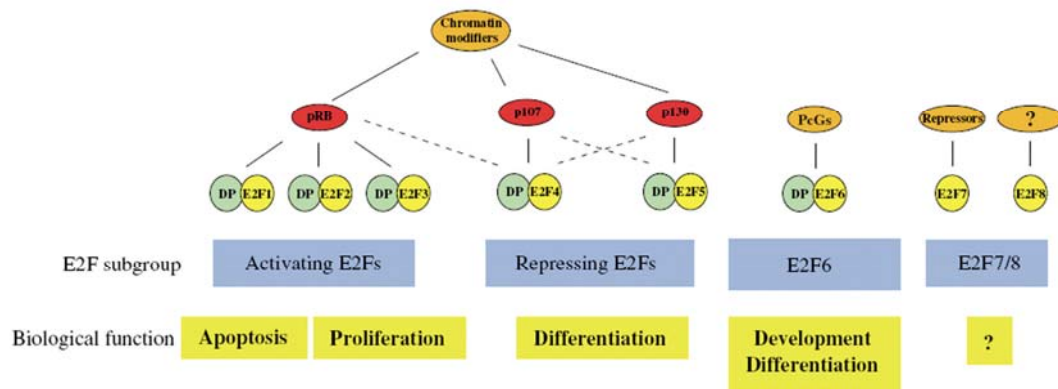 Chromatin
modifiers
pRB
p107
p130
PcGs
Repressors
?
DP E2F1
DP E2F2
DP E2F3
DP E2F4
DP E2F5
DP E2F6
E2F7
E2F8
E2F subgroup
Activating E2Fs
Repressing E2Fs
E2F6
E2F7/8
Biological function
Apoptosis
Proliferation
Differentiation
Development
Differentiation
?